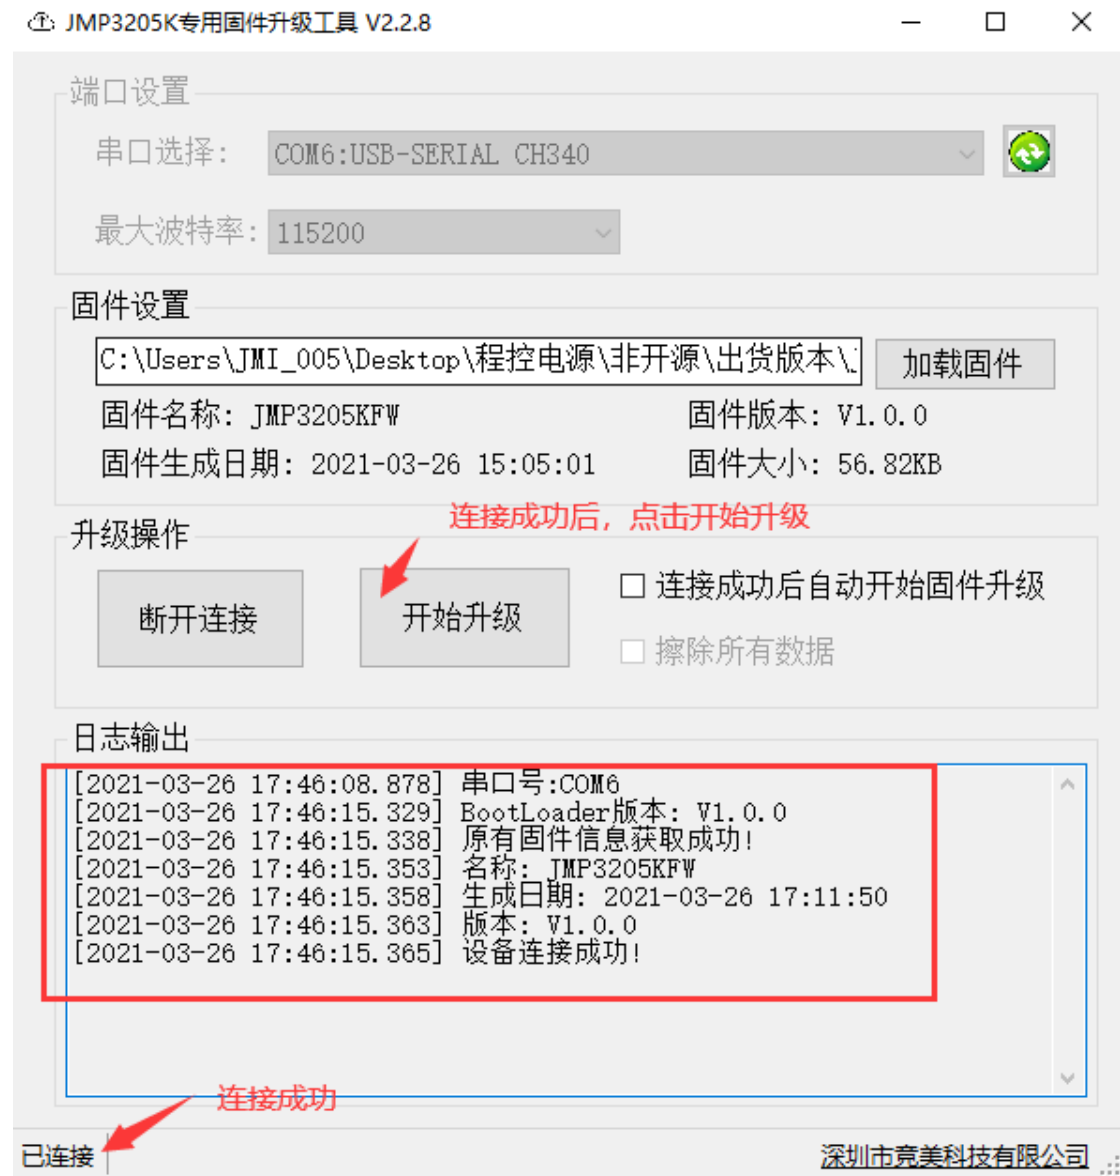 JMP3205K专用固件升级工具 V2.2.8
端口设置
串口选择: COM6:USB-SERIAL CH340
最大波特率: 115200
固件设置
C:\Users\JMI_005\Desktop\程控电源\非开源\出货版本\ 加载固件
固件名称: JMP3205KFW 固件版本: V1.0.0
固件生成日期: 2021-03-26 15:05:01 固件大小: 56.82KB
连接成功后，点击开始升级
升级操作
断开连接 开始升级 连接成功后自动开始固件升级
擦除所有数据
日志输出
[2021-03-26 17:46:08.878] 串口号:COM6
[2021-03-26 17:46:15.329] BootLoader版本: V1.0.0
[2021-03-26 17:46:15.338] 原有固件信息获取成功!
[2021-03-26 17:46:15.353] 名称: JMP3205KFW
[2021-03-26 17:46:15.358] 生成日期: 2021-03-26 17:11:50
[2021-03-26 17:46:15.363] 版本: V1.0.0
[2021-03-26 17:46:15.365] 设备连接成功!
连接成功
已连接 深圳市竞美科技有限公司